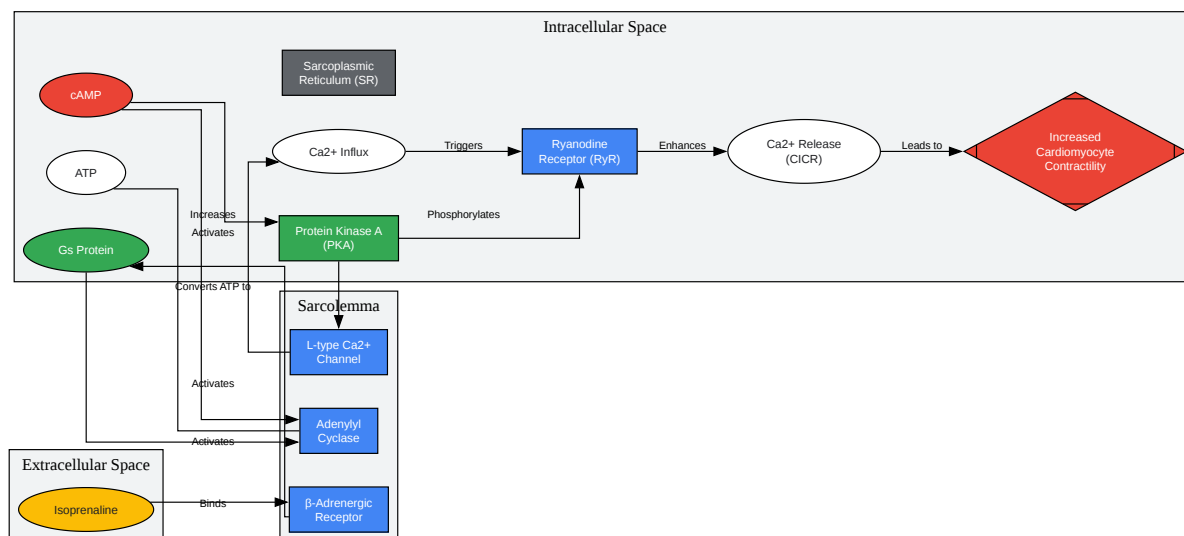 Intracellular Space
Sarcoplasmic
Reticulum (SR)
cAMP
Ca2+ Influx
Triggers
Ryanodine
Receptor (RyR)
Enhances
Ca2+ Release
(CICR)
Leads to
Increased
Cardiomyocyte
Contractility
ATP
Increases
Activates
Protein Kinase A
(PKA)
Phosphorylates
Gs Protein
Converts ATP to
Sarcolemma
L-type Ca2+
Channel
Activates
Adenylyl
Cyclase
Activates
Extracellular Space
Isoprenaline
Binds
β-Adrenergic
Receptor